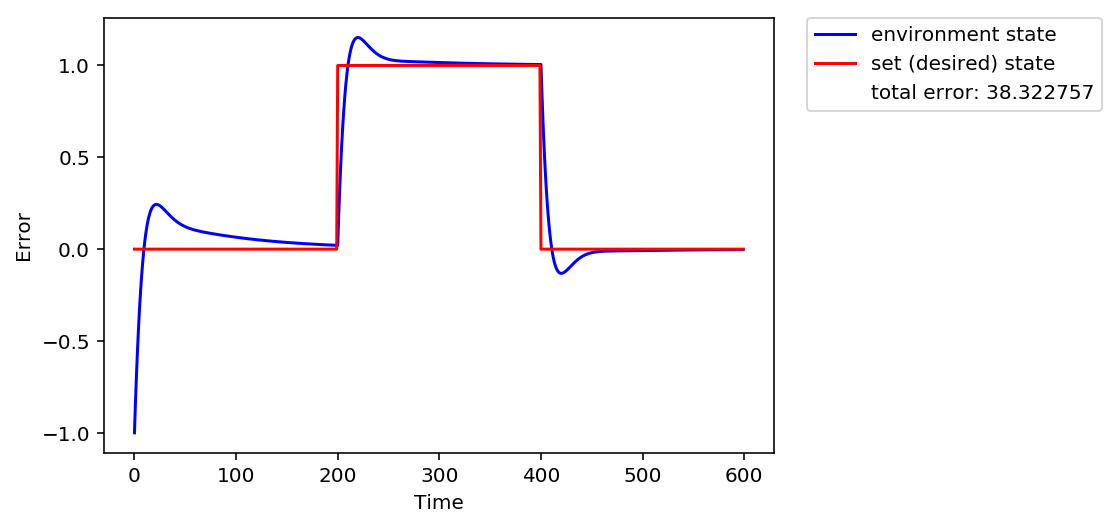 environment state
set (desired) state
total error: 38.322757
1.0
0.5
0.0
−0.5
−1.0
Error
0 100 200 300 400 500 600
Time